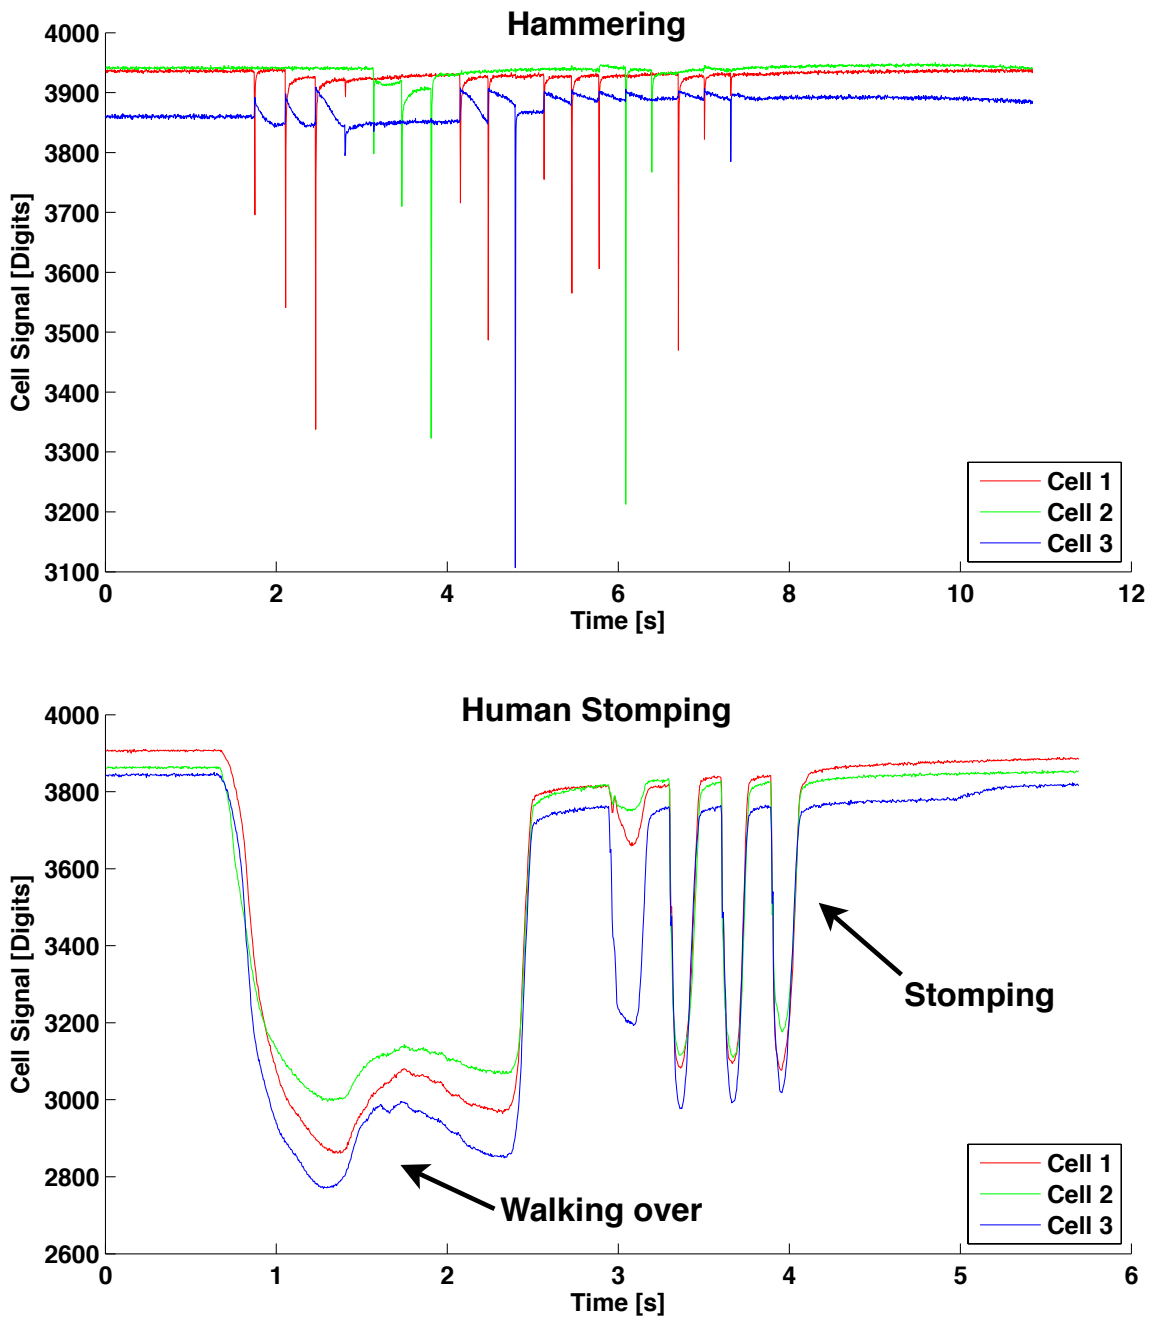 Hammering
4000
3900
3800
3700
3600
3500
3400
3300
3200
3100
Cell Signal [Digits]
0 2 4 6 8 10 12
Time [s]
Cell 1
Cell 2
Cell 3
Human Stomping
4000
3800
3600
3400
3200
3000
2800
2600
Cell Signal [Digits]
Stomping
Walking over
Cell 1
Cell 2
Cell 3
0 1 2 3 4 5 6
Time [s]